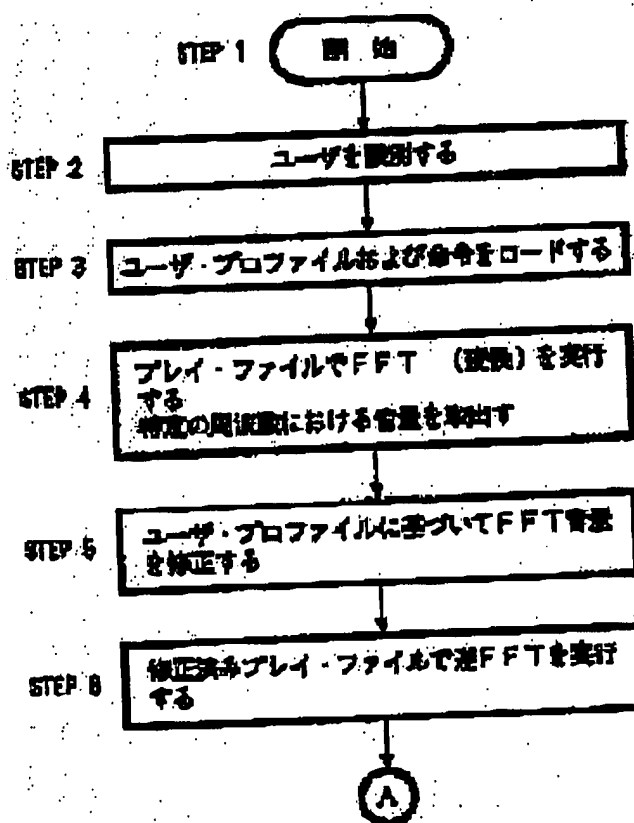 STEP 1 開 始
STEP 2 ユーザを識別する
STEP 3 ユーザ・プロファイルおよび命令をロードする
STEP 4 プレイ・ファイルでFFT (変換)を実行
する
特定の周波数における音量を取出す
STEP 5 ユーザ・プロファイルに基づいてFFT音量
を修正する
STEP 6 修正済みプレイ・ファイルで逆FFTを実行
する
A